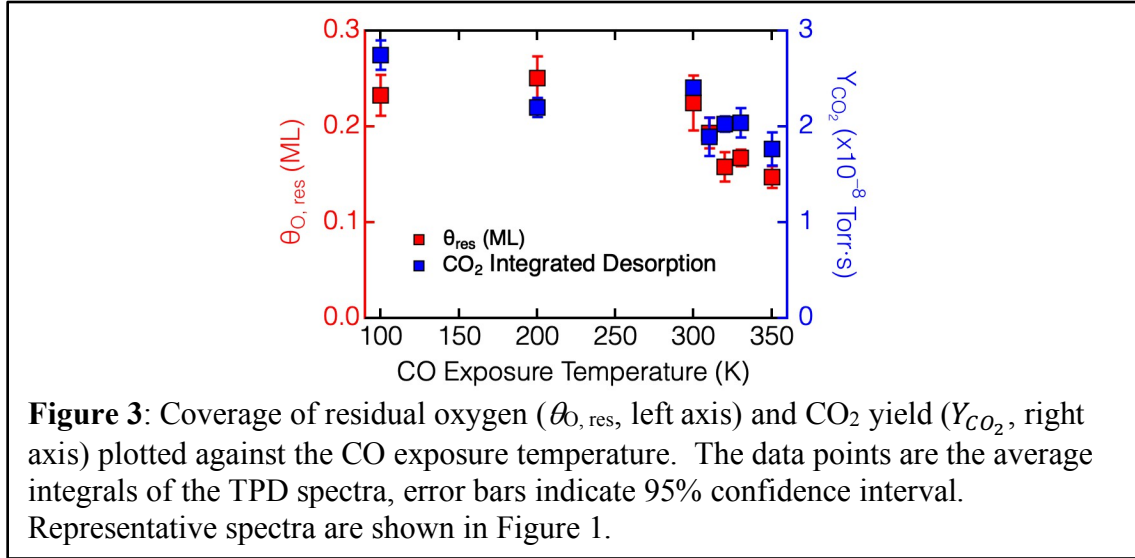 0.3
0.2
0.1
0.0
θO, res (ML)
3
2
1
0
YCO2 (x10⁻⁸ Torr·s)
θres (ML)
CO2 Integrated Desorption
100 150 200 250 300 350
CO Exposure Temperature (K)
Figure 3: Coverage of residual oxygen (θO, res, left axis) and CO2 yield (YCO2, right
axis) plotted against the CO exposure temperature. The data points are the average
integrals of the TPD spectra, error bars indicate 95% confidence interval.
Representative spectra are shown in Figure 1.